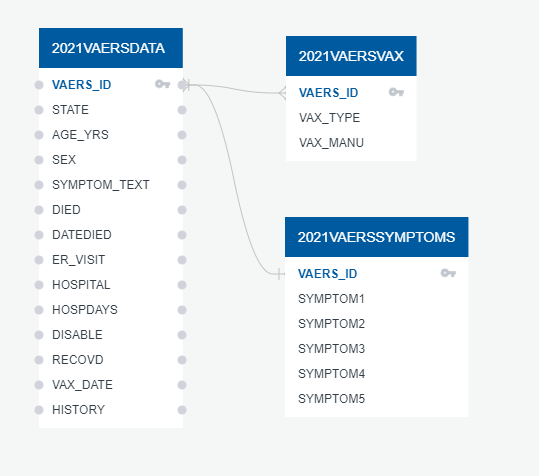 2021VAERSDATA
VAERS_ID
STATE
AGE_YRS
SEX
SYMPTOM_TEXT
DIED
DATEDIED
ER_VISIT
HOSPITAL
HOSPDAYS
DISABLE
RECOVD
VAX_DATE
HISTORY
2021VAERSVAX
VAERS_ID
VAX_TYPE
VAX_MANU
2021VAERSSYMPTOMS
VAERS_ID
SYMPTOM1
SYMPTOM2
SYMPTOM3
SYMPTOM4
SYMPTOM5